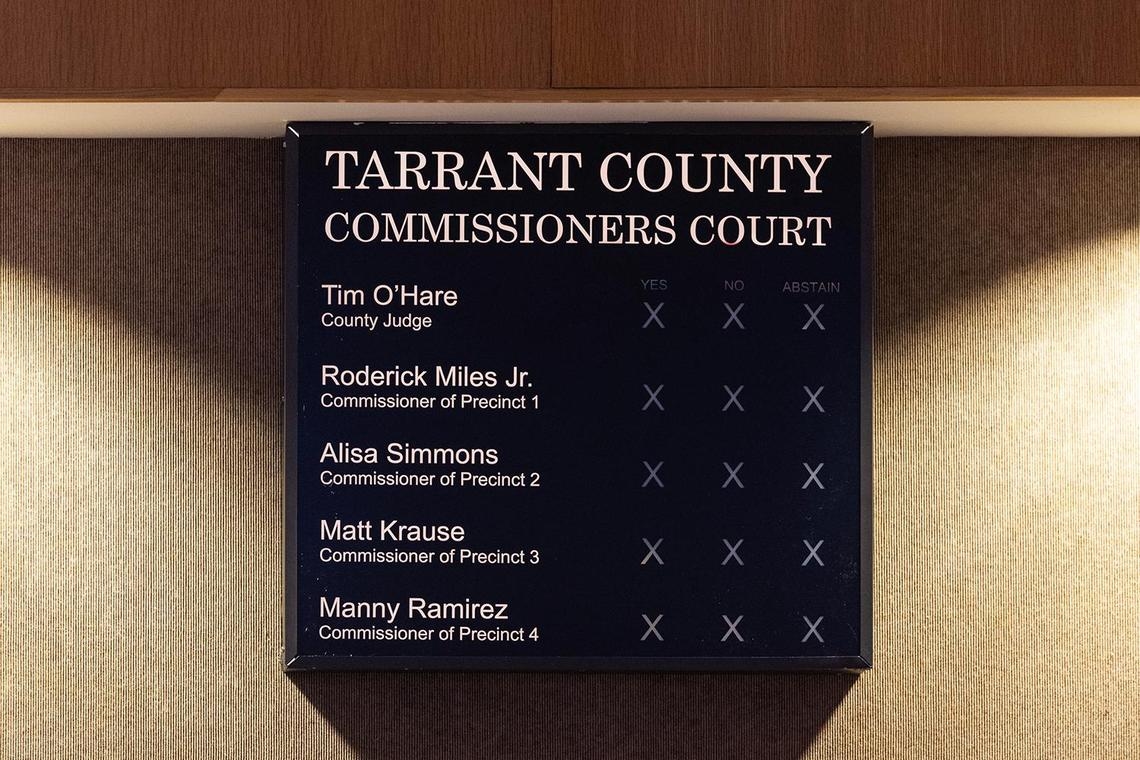 TARRANT COUNTY
COMMISSIONERS COURT
YES NO ABSTAIN
Tim O’Hare X X X
County Judge
Roderick Miles Jr. X X X
Commissioner of Precinct 1
Alisa Simmons X X X
Commissioner of Precinct 2
Matt Krause X X X
Commissioner of Precinct 3
Manny Ramirez X X X
Commissioner of Precinct 4